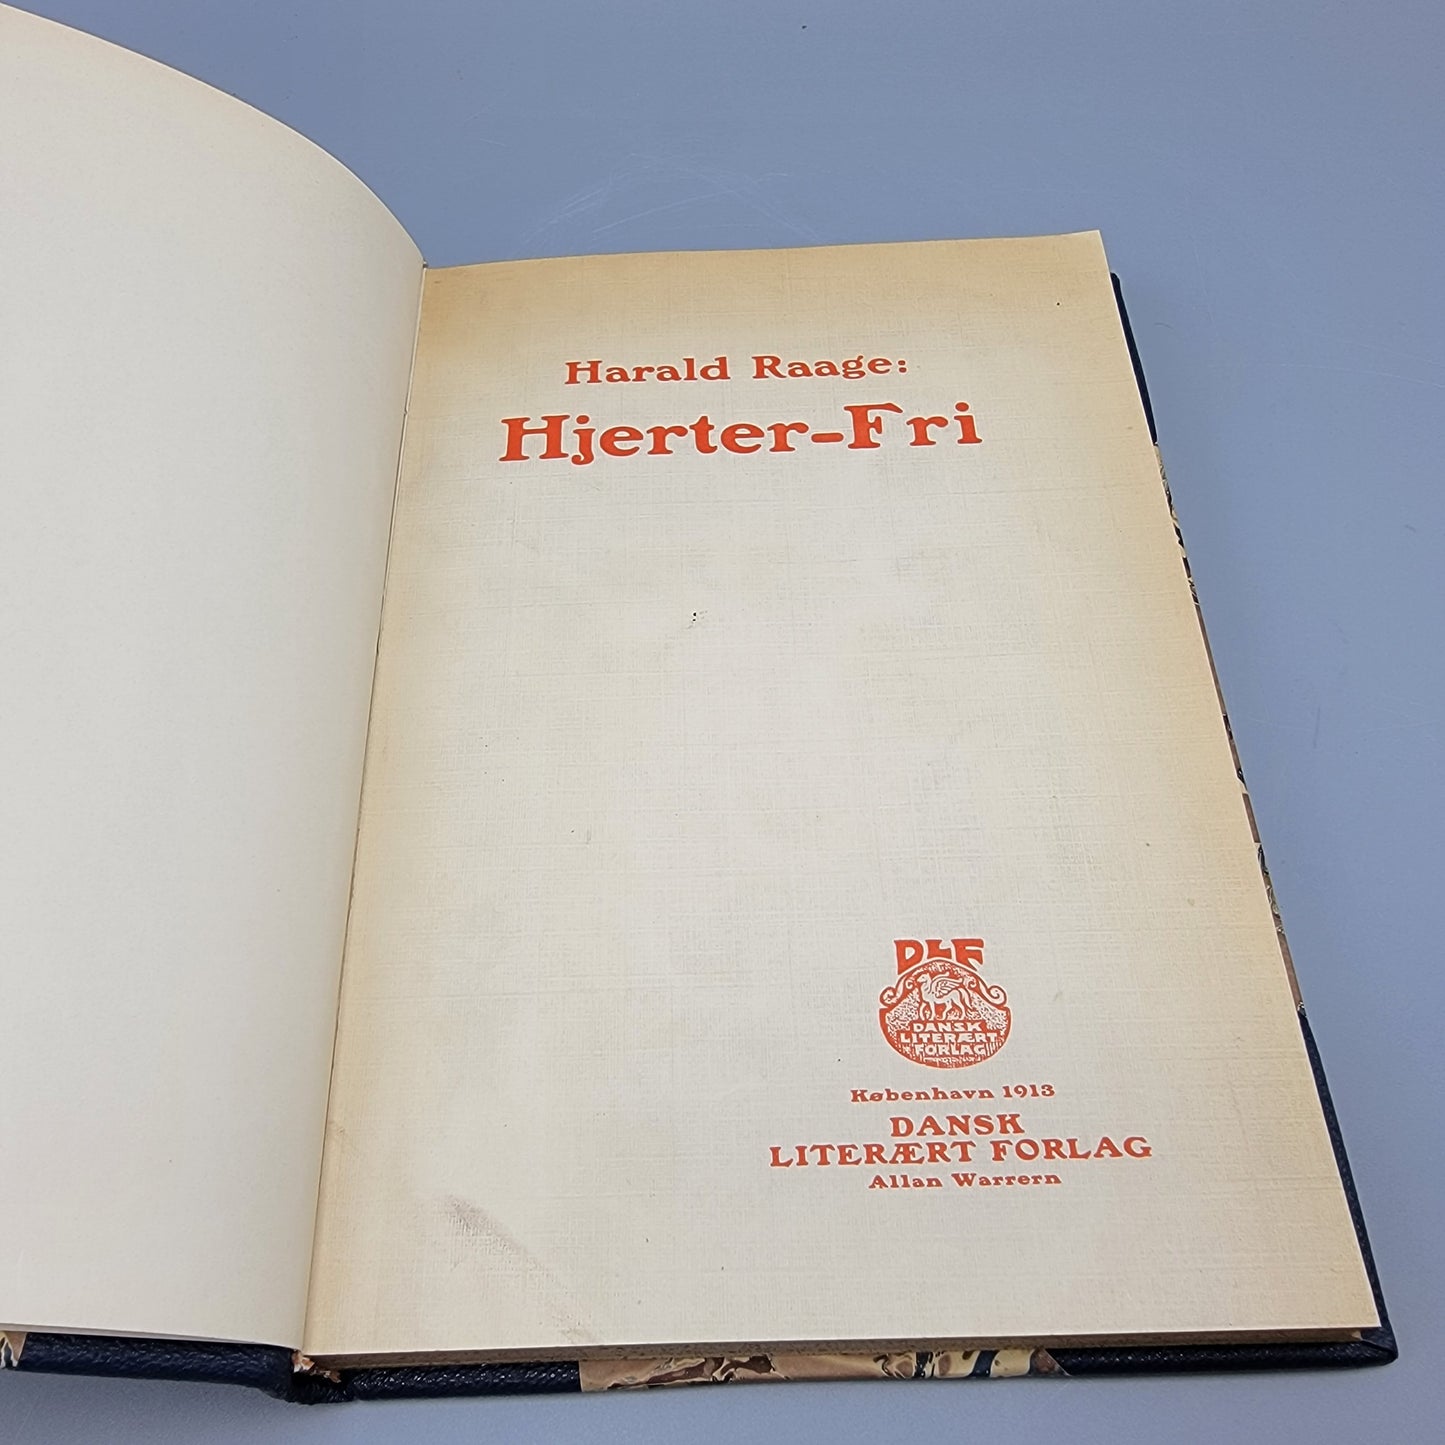 Harald Raage:
Hjerter-Fri
DLF
DANSK
LITERÆRT
FORLAG
København 1913
DANSK
LITERÆRT FORLAG
Allan Warrern